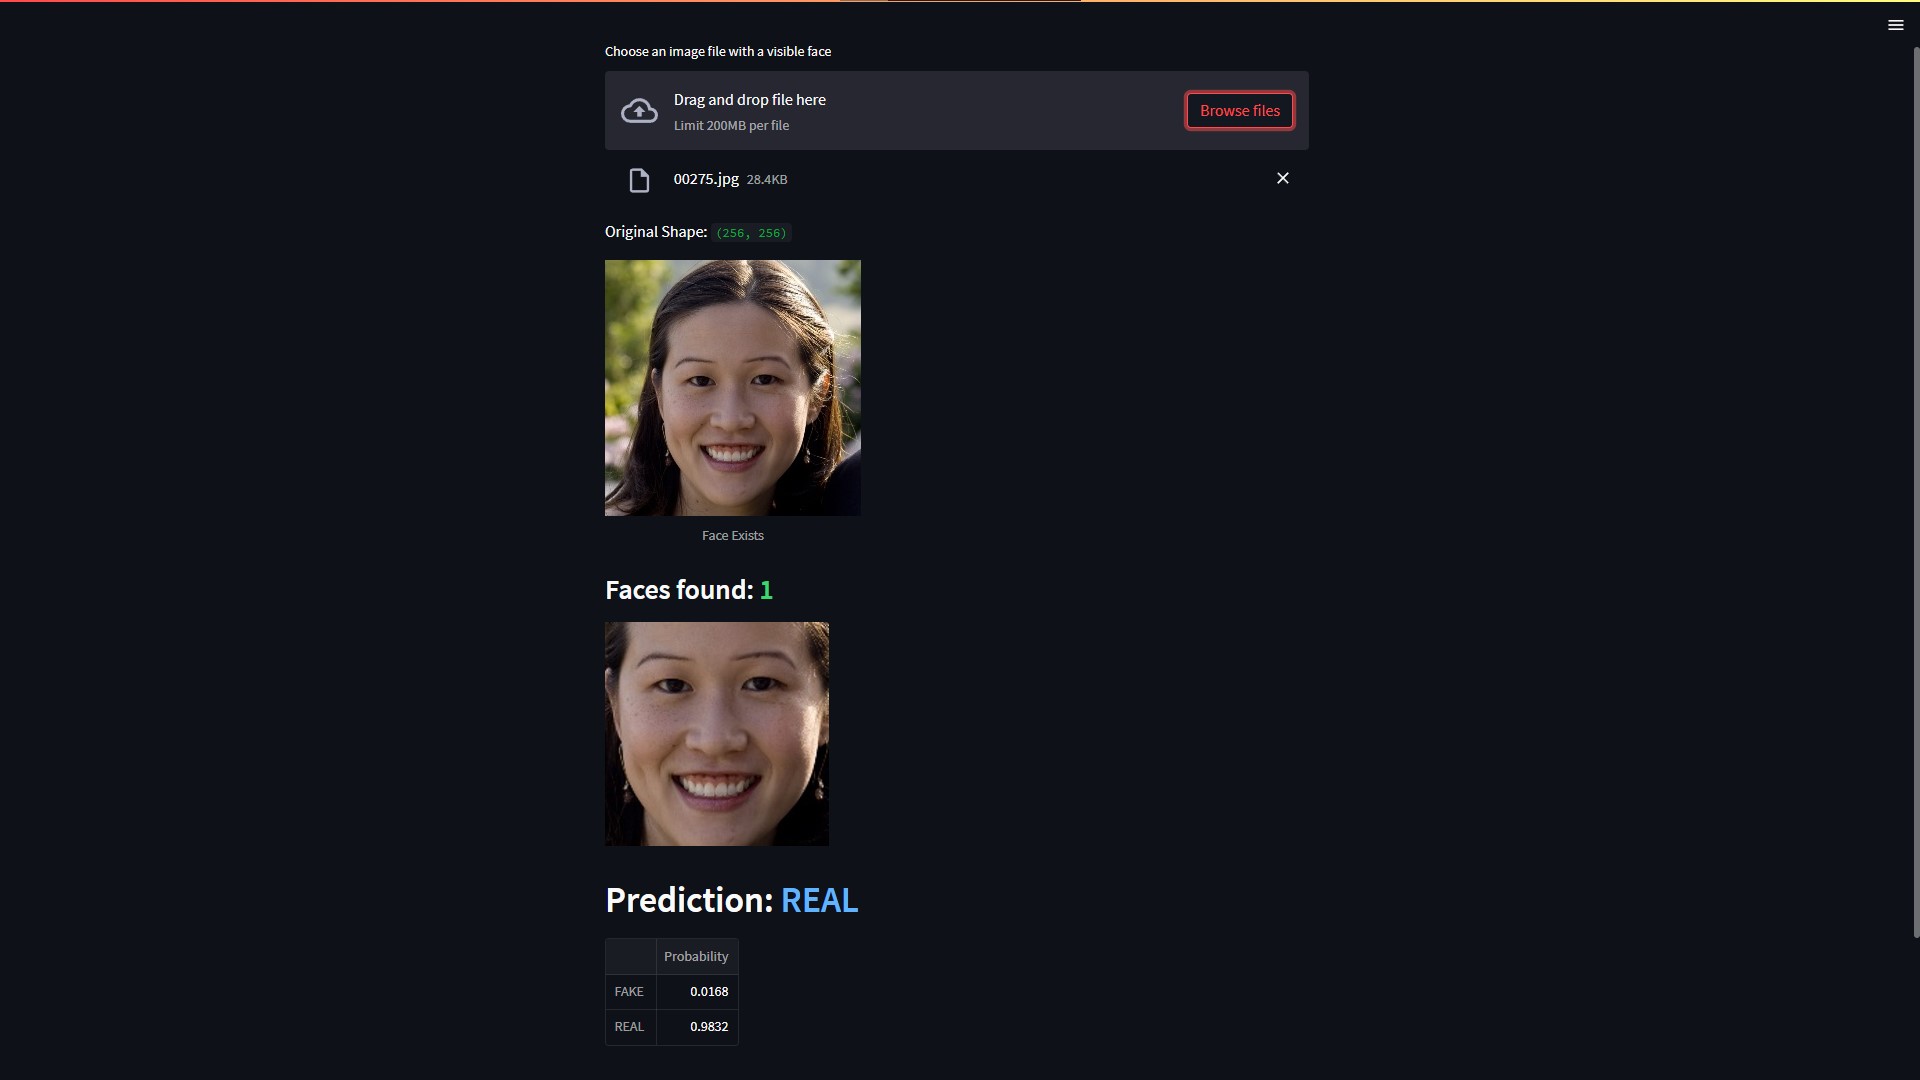 Choose an image file with a visible face
Drag and drop file here
Limit 200MB per file
Browse files
00275.jpg 28.4KB
Original Shape: (256, 256)
Face Exists
Faces found: 1
Prediction: REAL
Probability
FAKE 0.0168
REAL 0.9832